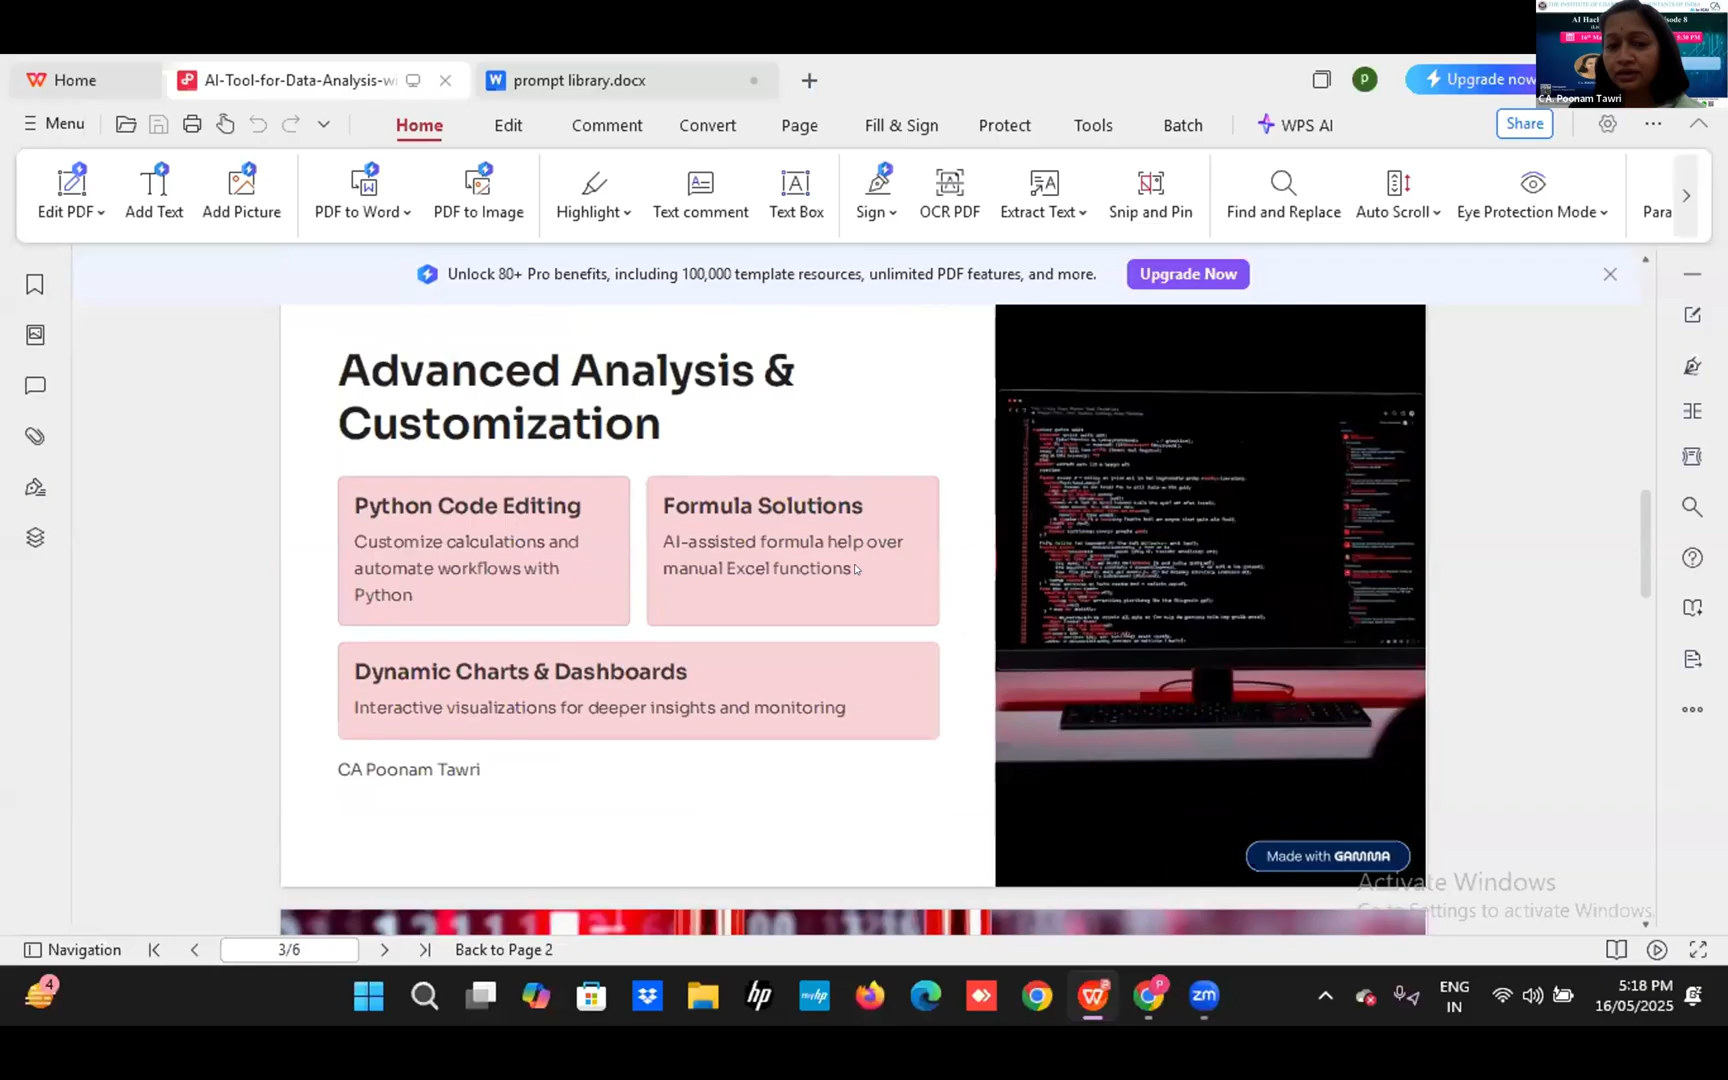 Home
AI-Tool-for-Data-Analysis-wi
prompt library.docx
P
Upgrade now
CA. Poonam Tawri
Menu
Home
Edit
Comment
Convert
Page
Fill & Sign
Protect
Tools
Batch
WPS AI
Share
Edit PDF
Add Text
Add Picture
PDF to Word
PDF to Image
Highlight
Text comment
Text Box
Sign
OCR PDF
Extract Text
Snip and Pin
Find and Replace
Auto Scroll
Eye Protection Mode
Para
Unlock 80+ Pro benefits, including 100,000 template resources, unlimited PDF features, and more.
Upgrade Now
Advanced Analysis &
Customization
Python Code Editing
Customize calculations and
automate workflows with
Python
Formula Solutions
AI-assisted formula help over
manual Excel functions
Dynamic Charts & Dashboards
Interactive visualizations for deeper insights and monitoring
CA Poonam Tawri
Made with GAMMA
Activate Windows
Go to Settings to activate Windows.
Navigation
3/6
Back to Page 2
4
hp
myhp
zm
ENG
IN
5:18 PM
16/05/2025